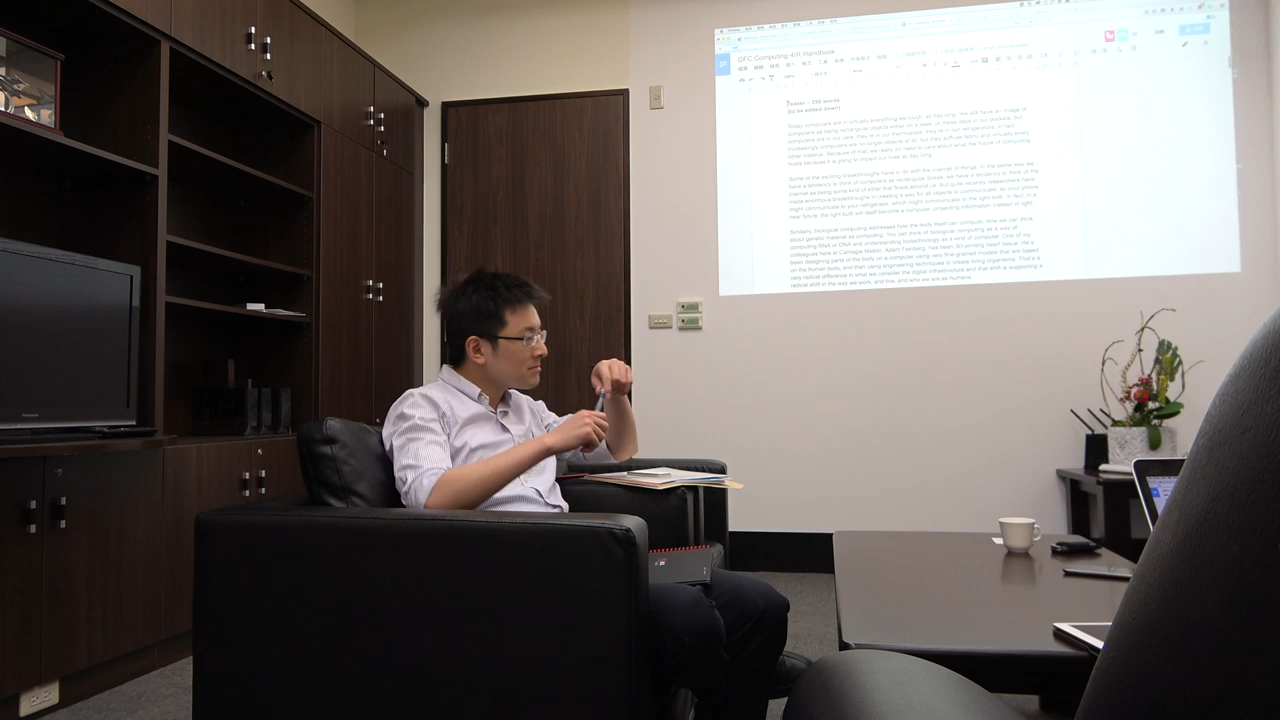 GFC Computing-4IR Handbook
Teaser - 150 words
(to be edited down)
Today computers are in virtually everything we touch, all day long. We still have an image of
computers as being rectangular objects either on a desk, or these days in our pockets; but
computers are in our cars, they're in our thermostats, they're in our refrigerators. In fact,
increasingly computers are no longer objects at all, but they suffuse fabric and virtually every
other material. Because of that, we really do need to care about what the future of computing
holds because it is going to impact our lives all day long.
Some of the exciting breakthroughs have to do with the internet of things. In the same way we
have a tendency to think of computers as rectangular boxes, we have a tendency to think of the
internet as being some kind of ether that floats around us. But quite recently researchers have
made enormous breakthroughs in creating a way for all objects to communicate; so your phone
might communicate to your refrigerator, which might communicate to the light bulb. In fact, in a
near future, the light bulb will itself become a computer, projecting information instead of light.
Similarly, biological computing addresses how the body itself can compute, how we can think
about genetic material as computing. You can think of biological computing as a way of
computing RNA or DNA and understanding biotechnology as a kind of computer. One of my
colleagues here at Carnegie Mellon, Adam Feinberg, has been 3D-printing heart tissue. He's
been designing parts of the body on a computer using very fine-grained models that are based
on the human body, and then using engineering techniques to create living organisms. That's a
very radical difference in what we consider the digital infrastructure and that shift is supporting a
radical shift in the way we work, and live, and who we are as humans.
Panasonic